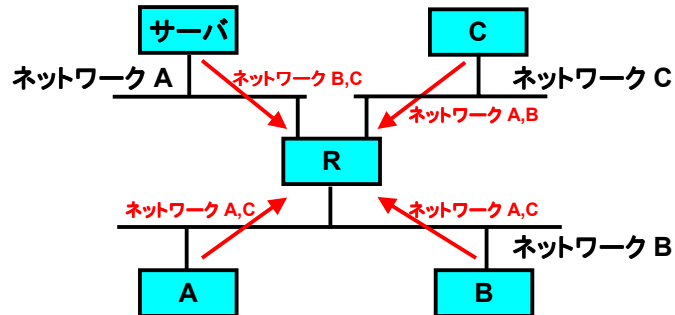 サーバ
C
ネットワーク A
ネットワーク B,C
ネットワーク C
ネットワーク A,B
R
ネットワーク A,C
ネットワーク A,C
ネットワーク B
A
B